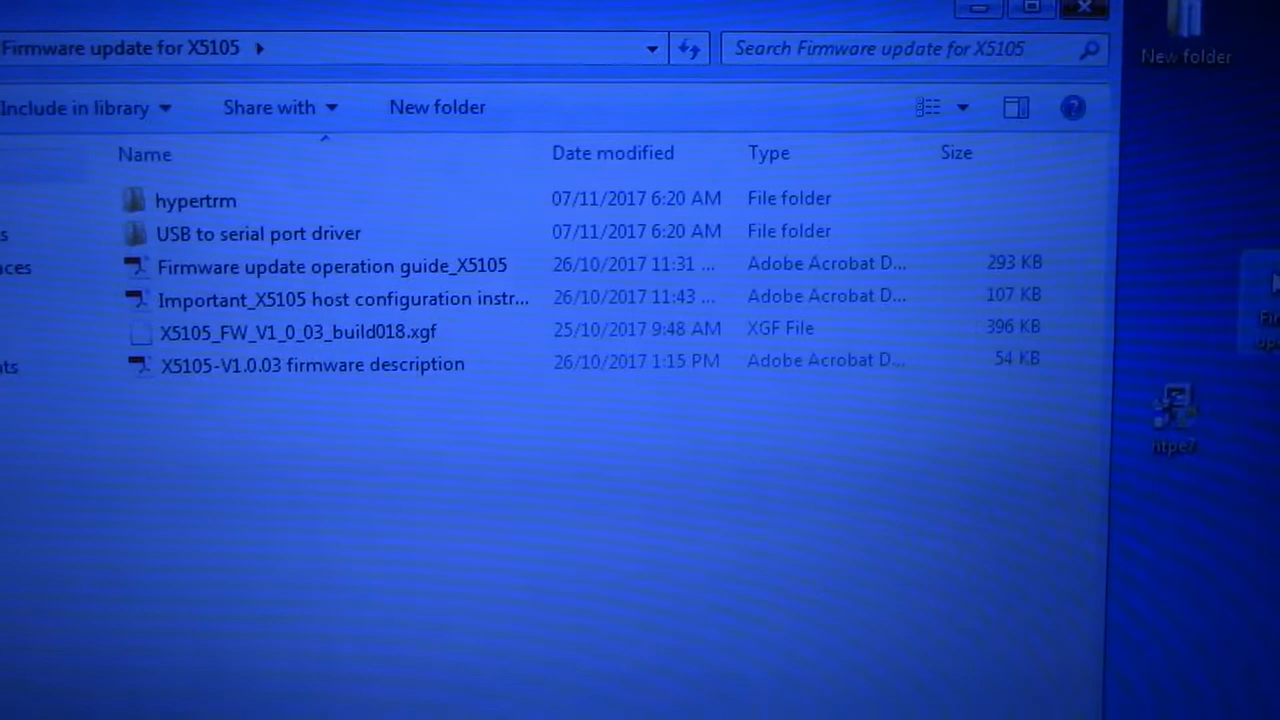 Firmware update for X5105
Search Firmware update for X5105
New folder
Include in library
Share with
New folder
Name
Date modified
Type
Size
hypertrm 07/11/2017 6:20 AM File folder
USB to serial port driver 07/11/2017 6:20 AM File folder
Firmware update operation guide_X5105 26/10/2017 11:31 ... Adobe Acrobat D... 293 KB
Important_X5105 host configuration instr... 26/10/2017 11:43 ... Adobe Acrobat D... 107 KB
X5105_FW_V1_0_03_build018.xgf 25/10/2017 9:48 AM XGF File 396 KB
X5105-V1.0.03 firmware description 26/10/2017 1:15 PM Adobe Acrobat D... 54 KB